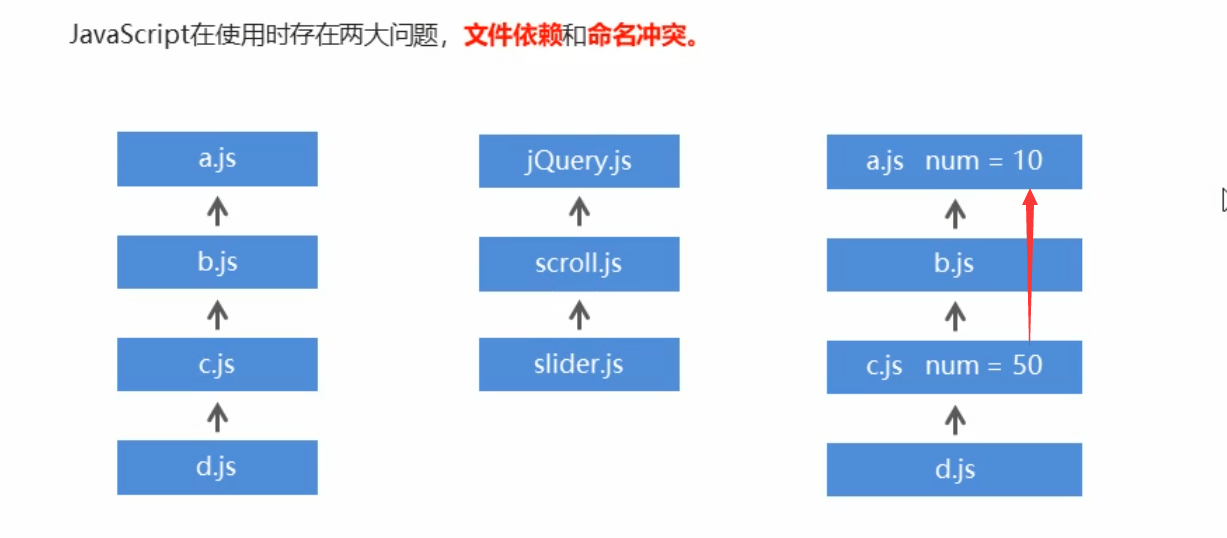 JavaScript在使用时存在两大问题，文件依赖和命名冲突。
a.js
b.js
c.js
d.js
jQuery.js
scroll.js
slider.js
a.js num = 10
b.js
c.js num = 50
d.js